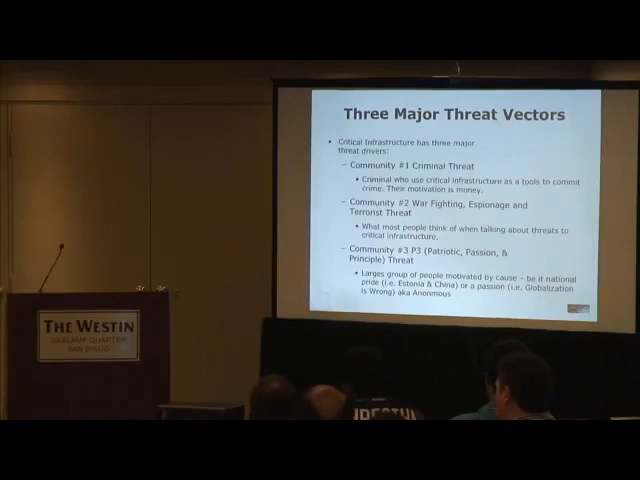 Three Major Threat Vectors
• Critical Infrastructure has three major
threat drivers:
– Community #1 Criminal Threat
• Criminal who use critical infrastructure as a tools to commit
crime. Their motivation is money.
– Community #2 War Fighting, Espionage and
Terrorist Threat
• What most people think of when talking about threats to
critical infrastructure.
– Community #3 P3 (Patriotic, Passion, &
Principle) Threat
• Larges group of people motivated by cause – be it national
pride (i.e. Estonia & China) or a passion (i.e. Globalization
is Wrong) aka Anonmous
THE WESTIN
GASLAMP QUARTER
SAN DIEGO